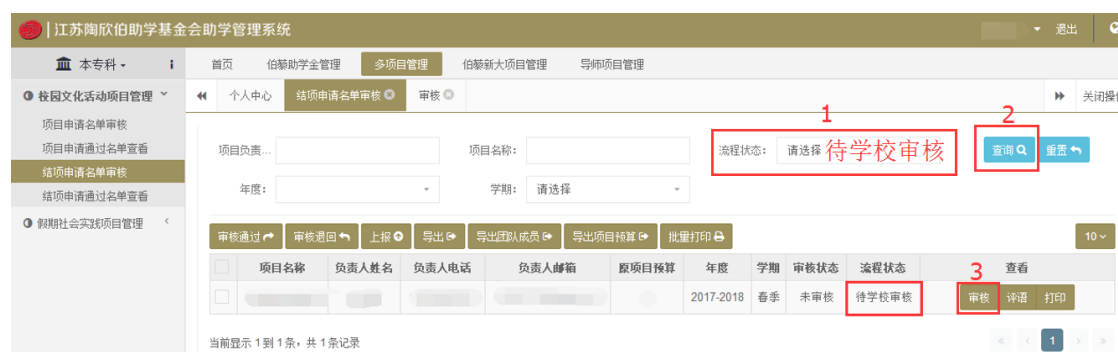 江苏陶欣伯助学基金会助学管理系统 退出
本专科 首页 伯藜助学金管理 多项目管理 伯藜新大项目管理 导师项目管理
校园文化活动项目管理 个人中心 结项申请名单审核 审核 关闭操
项目申请名单审核
项目申请通过名单查看
结项申请名单审核
结项申请通过名单查看
假期社会实践项目管理
1 2
项目负责... 项目名称: 流程状态: 请选择 待学校审核 查询 重置
年度: 学期: 请选择
审核通过 审核退回 上报 导出 导出团队成员 导出项目预算 批量打印 10
项目名称 负责人姓名 负责人电话 负责人邮箱 原项目预算 年度 学期 审核状态 流程状态 3 查看
2017-2018 春季 未审核 待学校审核 审核 评语 打印
当前显示 1 到 1 条，共 1 条记录 « ‹ 1 › »